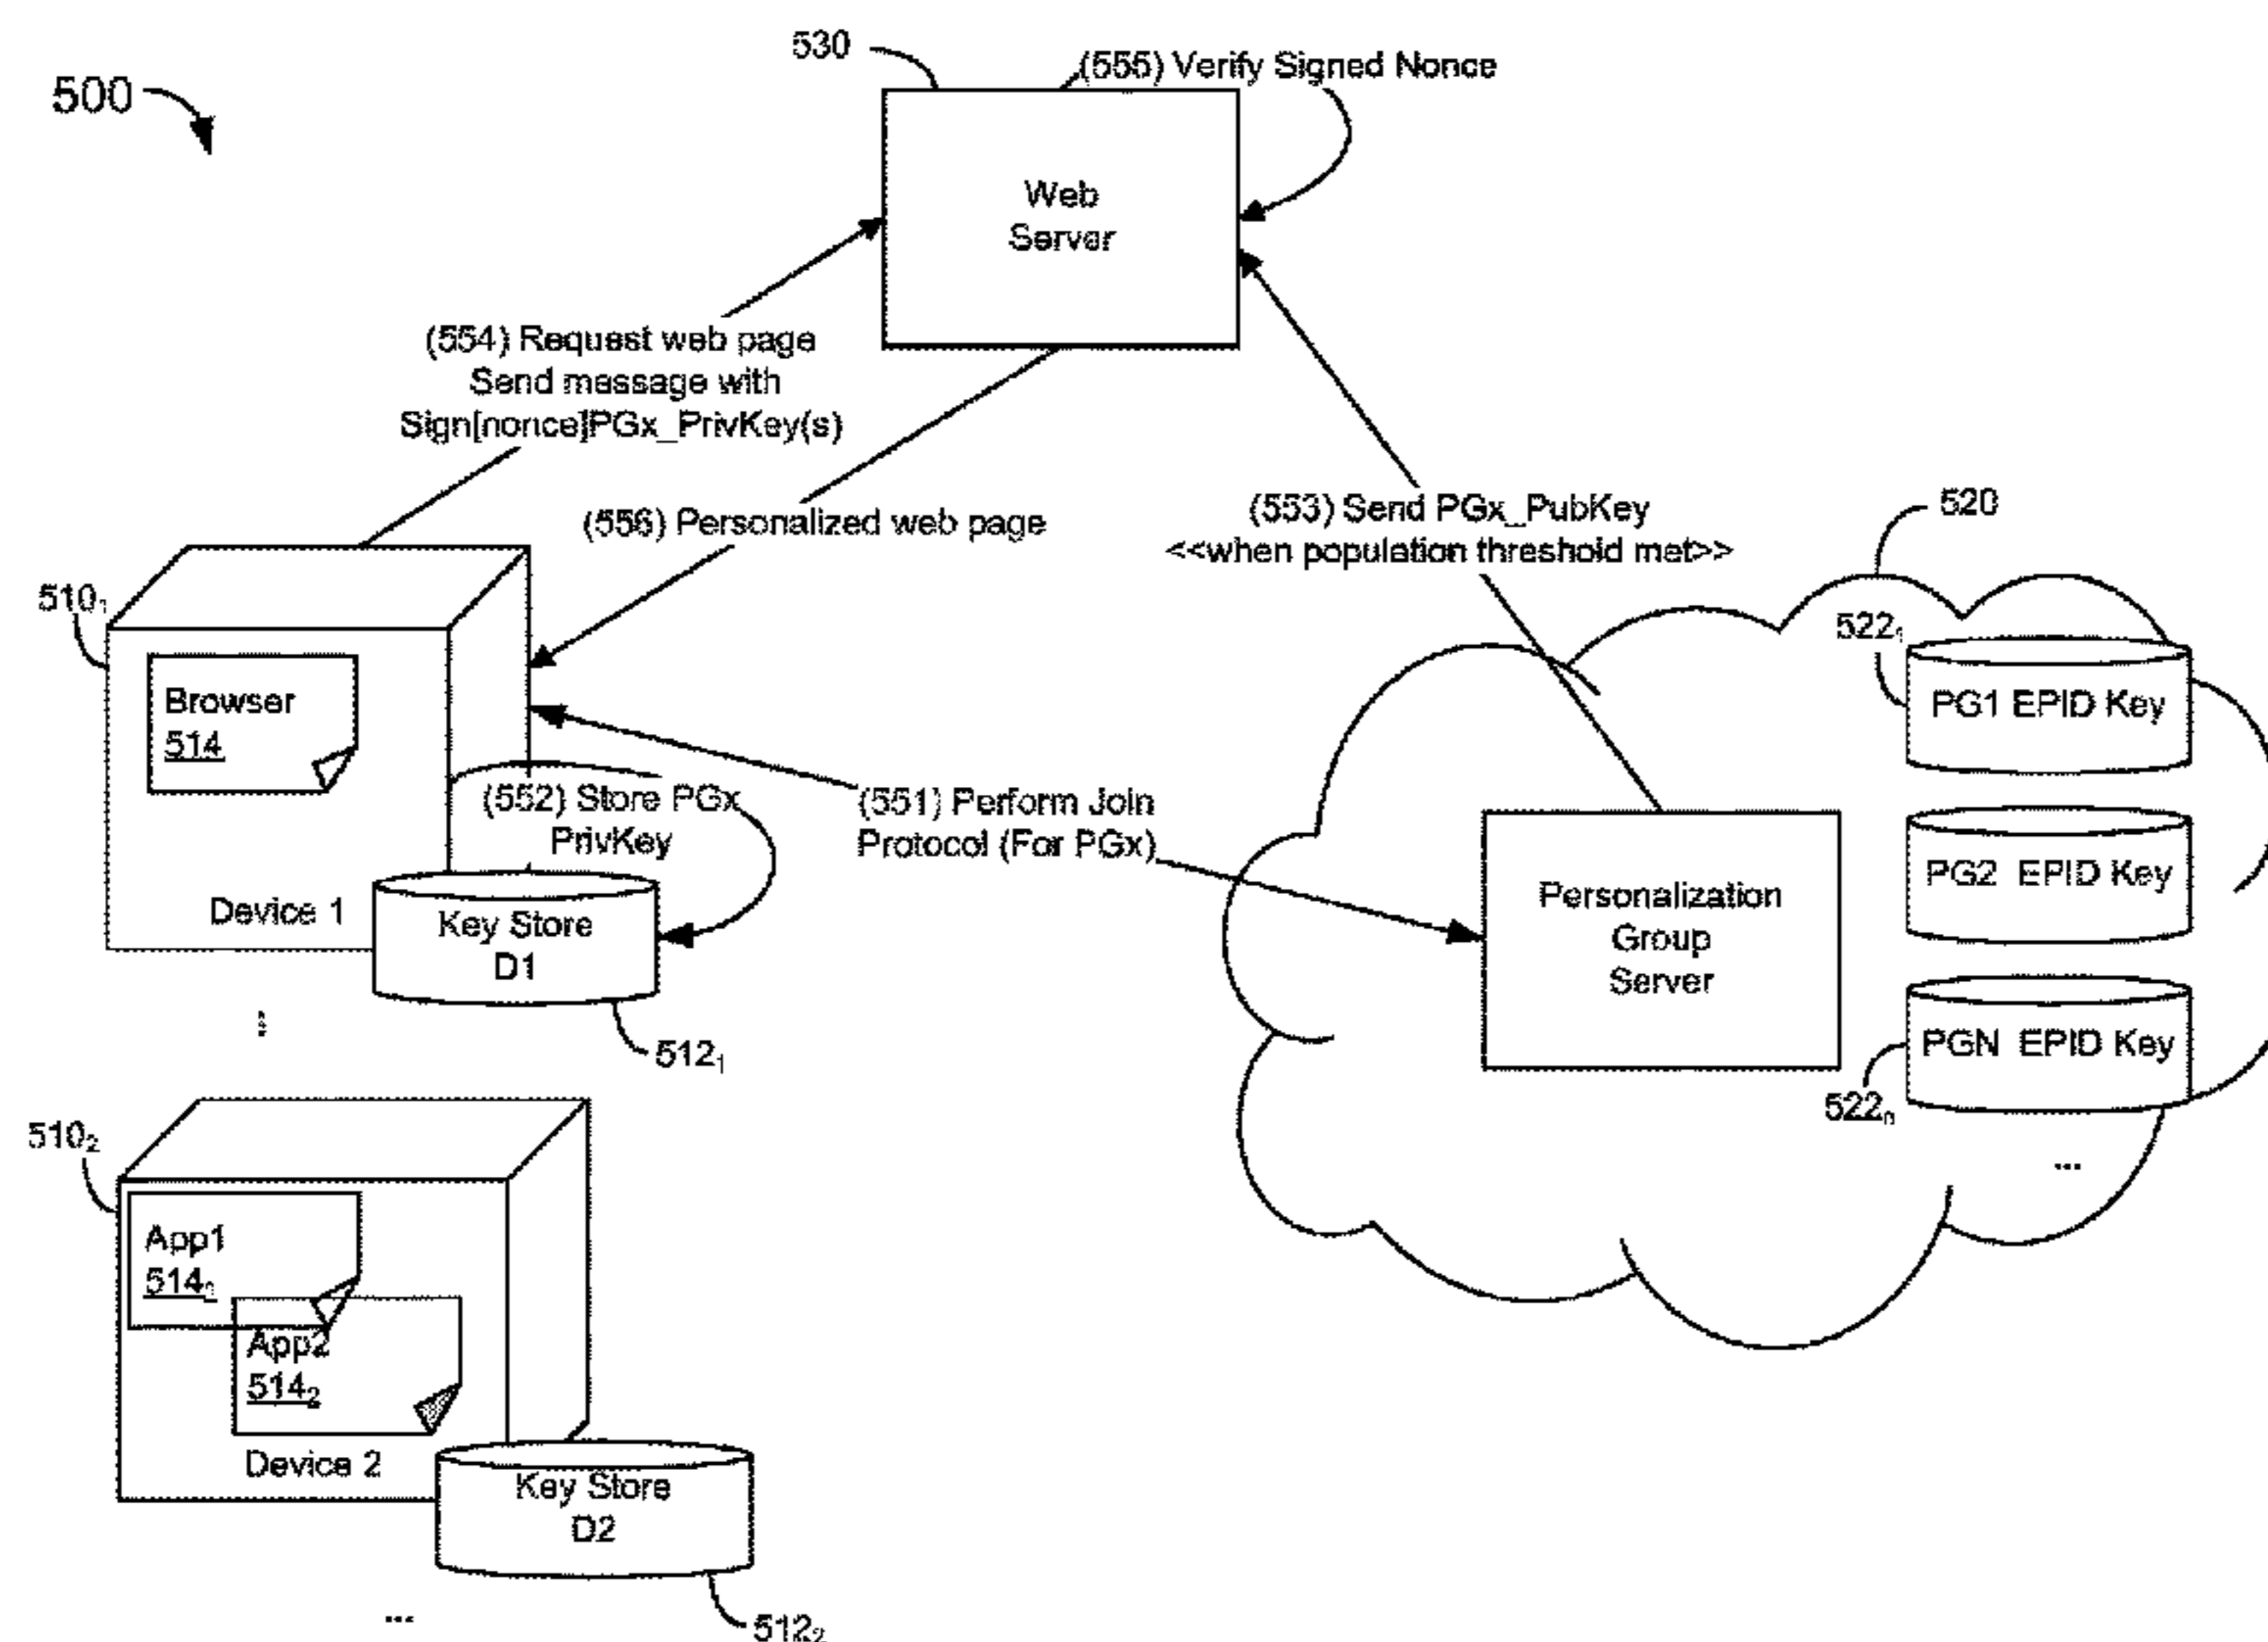 500
530
(555) Verify Signed Nonce
Web
Server
(554) Request web page
Send message with
Sign[nonce]PGx_PrivKey(s)
(556) Personalized web page
(553) Send PGx_PubKey
<<when population threshold met>>
520
510₁
Browser
514
(552) Store PGx
PrivKey
(551) Perform Join
Protocol (For PGx)
Device 1
Key Store
D1
512₁
522₁
PG1 EPID Key
PG2 EPID Key
PGN EPID Key
522ₙ
...
Personalization
Group
Server
510₂
App1
514₁
App2
514₂
Device 2
Key Store
D2
512₂
...